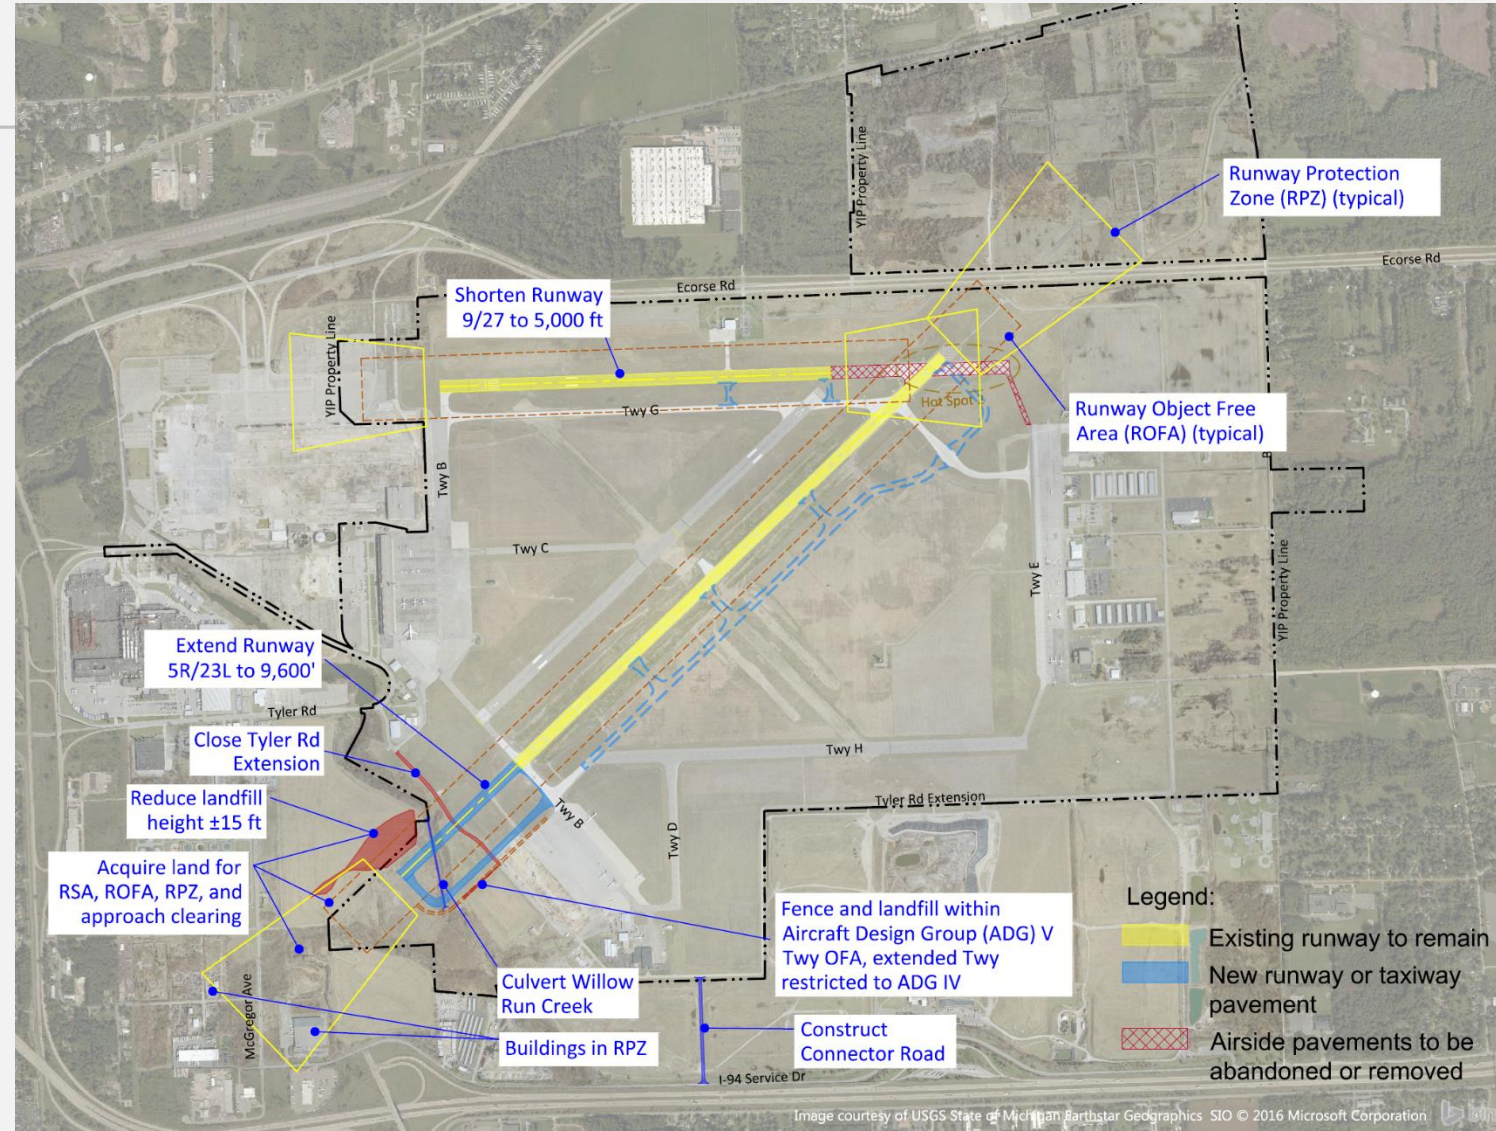 YIP Property Line
Runway Protection
Zone (RPZ) (typical)
Ecorse Rd
Ecorse Rd
Shorten Runway
9/27 to 5,000 ft
YIP Property Line
Twy G
Hot Spot
Runway Object Free
Area (ROFA) (typical)
Twy B
Twy C
Twy E
YIP Property Line
Extend Runway
5R/23L to 9,600'
Tyler Rd
Close Tyler Rd
Extension
Twy H
Reduce landfill
height ±15 ft
Tyler Rd Extension
Twy B
Twy D
Acquire land for
RSA, ROFA, RPZ, and
approach clearing
Fence and landfill within
Aircraft Design Group (ADG) V
Twy OFA, extended Twy
restricted to ADG IV
Legend:
Existing runway to remain
New runway or taxiway
pavement
Airside pavements to be
abandoned or removed
Culvert Willow
Run Creek
McGregor Ave
Buildings in RPZ
Construct
Connector Road
I-94 Service Dr
Image courtesy of USGS State of Michigan Earthstar Geographics SIO © 2016 Microsoft Corporation